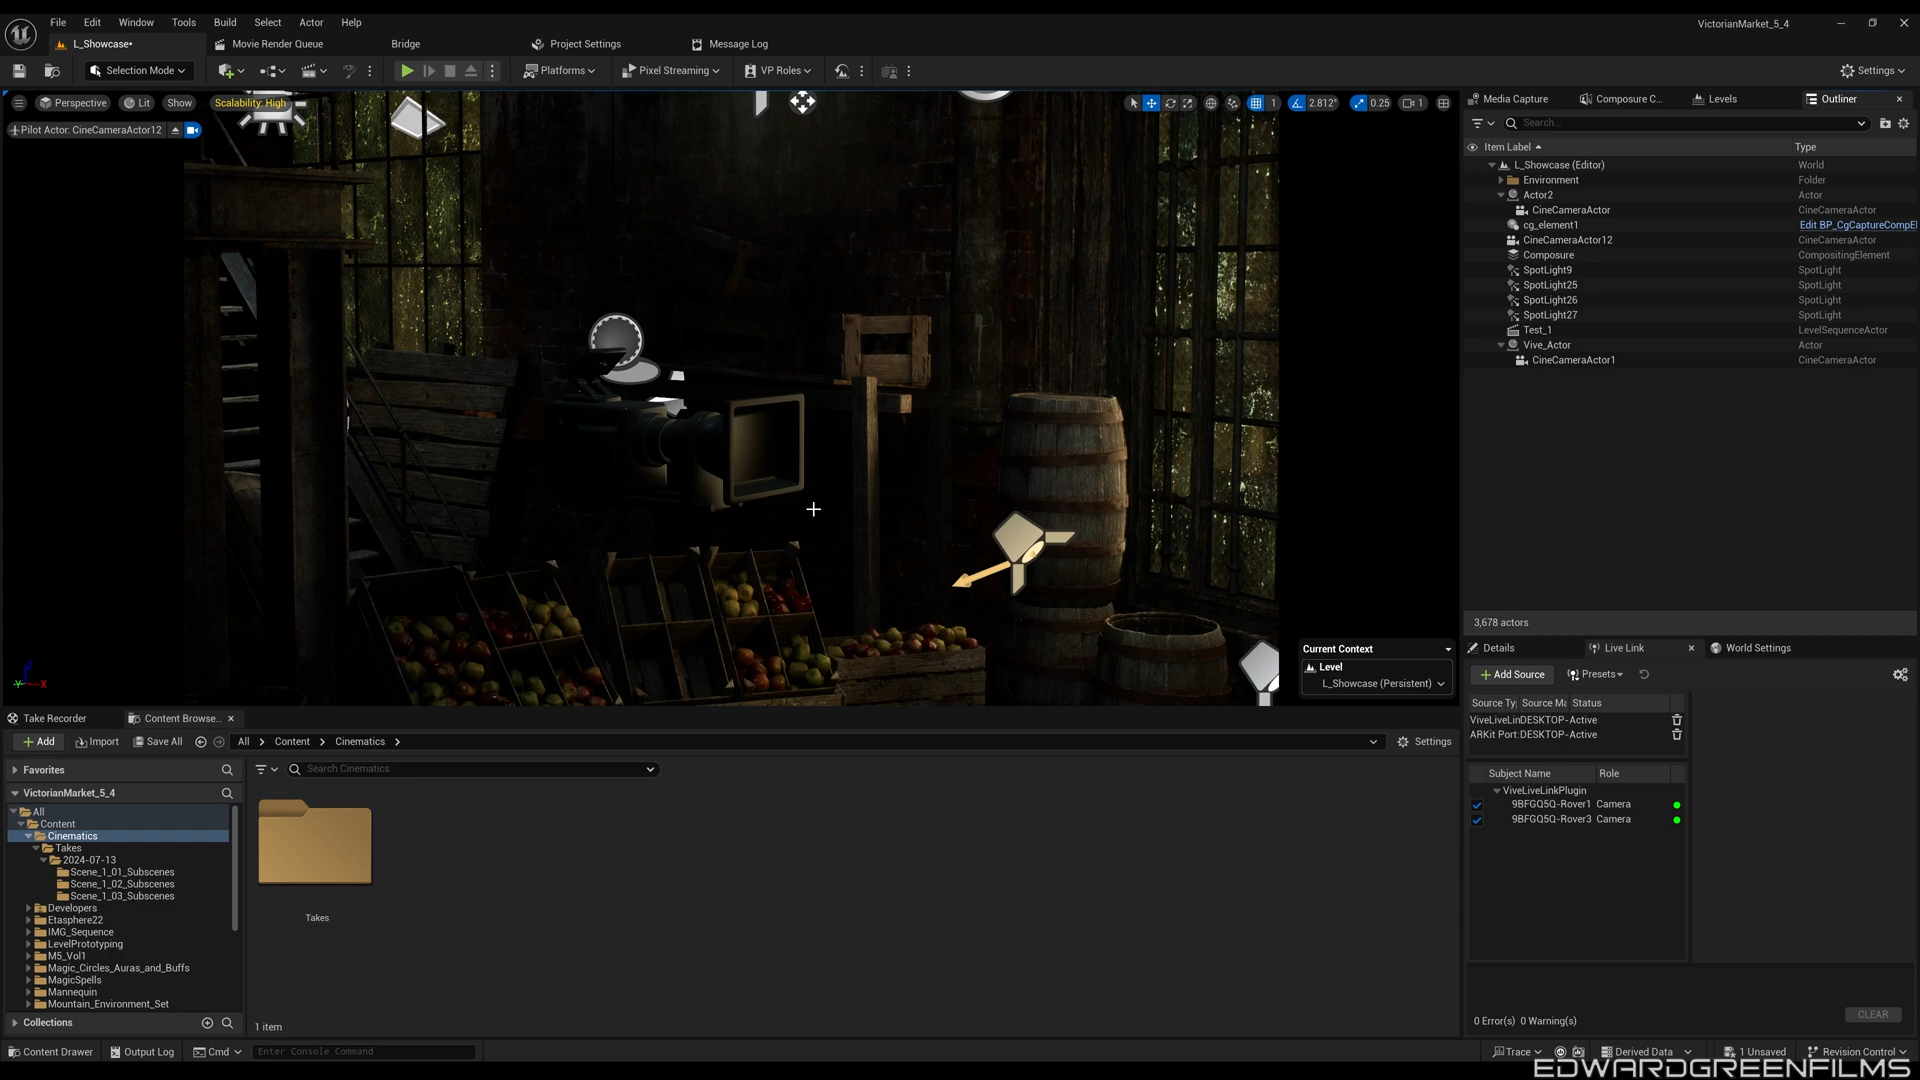 File Edit Window Tools Build Select Actor Help
VictorianMarket_5_4
L_Showcase*
Movie Render Queue
Bridge
Project Settings
Message Log
Selection Mode
Platforms
Pixel Streaming
VP Roles
Settings
Perspective
Lit
Show
Scalability: High
1
2.812°
0.25
1
Pilot Actor: CineCameraActor12
Media Capture
Composure C...
Levels
Outliner
Search...
Item Label
Type
L_Showcase (Editor) World
Environment Folder
Actor2 Actor
CineCameraActor CineCameraActor
cg_element1 Edit BP_CgCaptureCompEl
CineCameraActor12 CineCameraActor
Composure CompositingElement
SpotLight9 SpotLight
SpotLight25 SpotLight
SpotLight26 SpotLight
SpotLight27 SpotLight
Test_1 LevelSequenceActor
Vive_Actor Actor
CineCameraActor1 CineCameraActor
3,678 actors
Current Context
Level
L_Showcase (Persistent)
Z
Y
X
Details
Live Link
World Settings
Add Source
Presets
Source Ty Source Ma Status
ViveLiveLinDESKTOP-Active
ARKit Port:DESKTOP-Active
Subject Name Role
ViveLiveLinkPlugin
9BFGQ5Q-Rover1 Camera
9BFGQ5Q-Rover3 Camera
0 Error(s) 0 Warning(s)
CLEAR
Take Recorder
Content Browse...
Add
Import
Save All
All > Content > Cinematics >
Settings
Favorites
VictorianMarket_5_4
All
Content
Cinematics
Takes
2024-07-13
Scene_1_01_Subscenes
Scene_1_02_Subscenes
Scene_1_03_Subscenes
Developers
Etasphere22
IMG_Sequence
LevelPrototyping
M5_Vol1
Magic_Circles_Auras_and_Buffs
MagicSpells
Mannequin
Mountain_Environment_Set
Collections
Search Cinematics
Takes
1 item
Content Drawer
Output Log
Cmd
Enter Console Command
Trace
Derived Data
1 Unsaved
Revision Control
EDWARDGREENFILMS